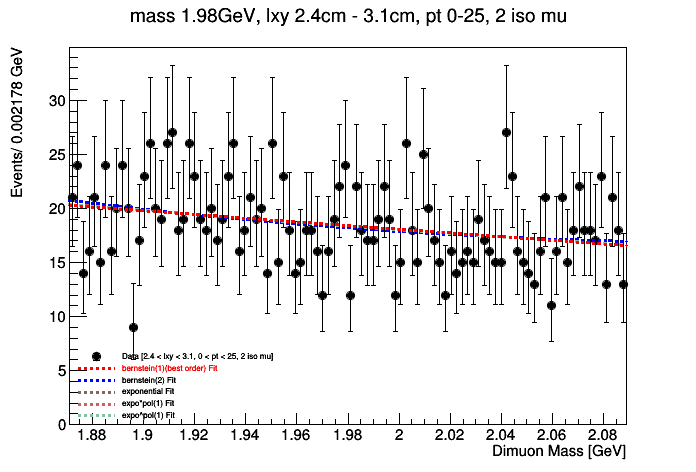 mass 1.98GeV, lxy 2.4cm - 3.1cm, pt 0-25, 2 iso mu
Events/ 0.002178 GeV
30
25
20
15
10
5
0
Data [2.4 < lxy < 3.1, 0 < pt < 25, 2 iso mu]
bernstein(1)(best order) Fit
bernstein(2) Fit
exponential Fit
expo*pol(1) Fit
expo*pol(1) Fit
1.88 1.9 1.92 1.94 1.96 1.98 2 2.02 2.04 2.06 2.08
Dimuon Mass [GeV]